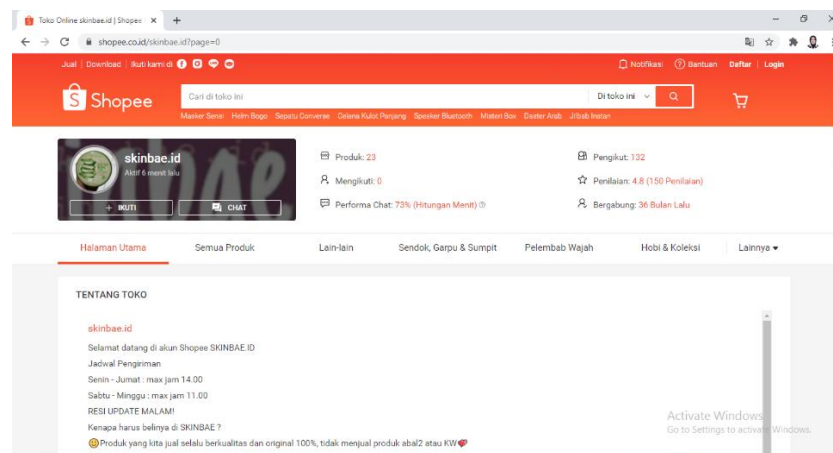 Toko Online skinbae.id | Shopee
shopee.co.id/skinbae.id?page=0
Jual | Download | Ikuti kami di
Notifikasi Bantuan Daftar | Login
Shopee
Cari di toko ini
Di toko ini
Masker Sensi Helm Bogo Sepatu Converse Celana Kulot Panjang Speaker Bluetooth Misteri Box Daster Arab Jilbab Instan
skinbae.id
Aktif 6 menit lalu
+ IKUTI CHAT
Produk: 23
Pengikut: 132
Mengikuti: 0
Penilaian: 4.8 (150 Penilaian)
Performa Chat: 73% (Hitungan Menit)
Bergabung: 36 Bulan Lalu
Halaman Utama Semua Produk Lain-lain Sendok, Garpu & Sumpit Pelembab Wajah Hobi & Koleksi Lainnya
TENTANG TOKO
skinbae.id
Selamat datang di akun Shopee SKINBAE.ID
Jadwal Pengiriman
Senin - Jumat : max jam 14.00
Sabtu - Minggu : max jam 11.00
RESI UPDATE MALAM!
Kenapa harus belinya di SKINBAE ?
Produk yang kita jual selalu berkualitas dan original 100%, tidak menjual produk abal2 atau KW
Activate Windows
Go to Settings to activate Windows.